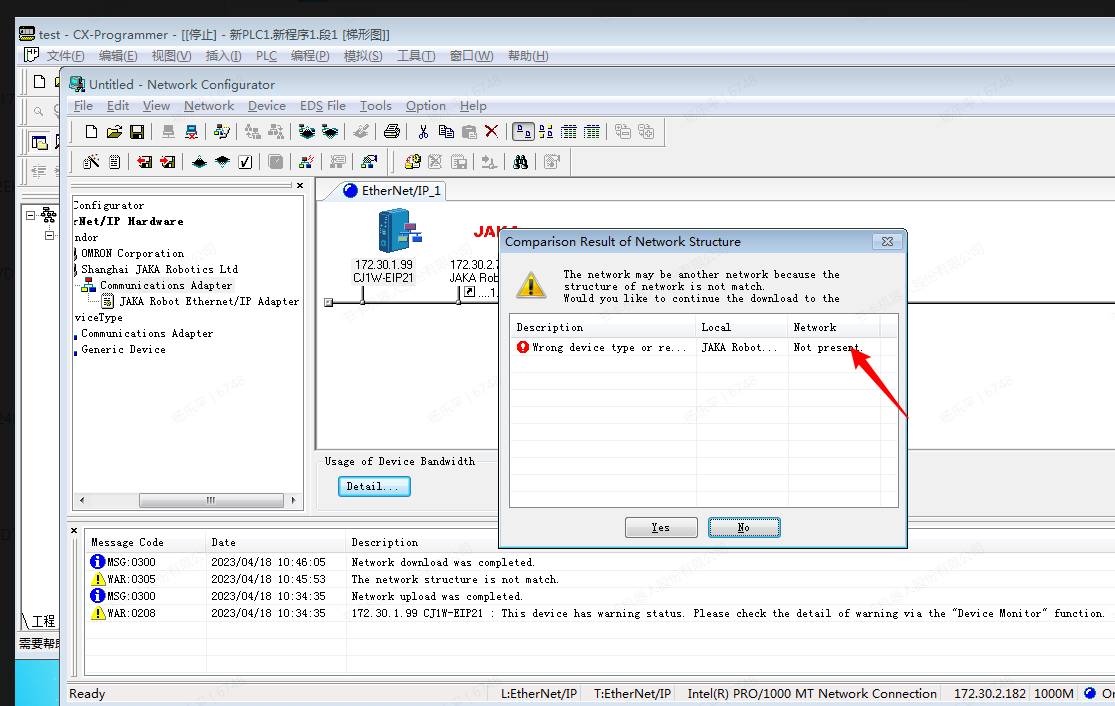 test - CX-Programmer - [[停止] - 新PLC1.新程序1.段1 [梯形图]]
文件(F) 编辑(E) 视图(V) 插入(I) PLC 编程(P) 模拟(S) 工具(T) 窗口(W) 帮助(H)
Untitled - Network Configurator
File Edit View Network Device EDS File Tools Option Help
Configurator
rNet/IP Hardware
ndor
OMRON Corporation
Shanghai JAKA Robotics Ltd
Communications Adapter
JAKA Robot Ethernet/IP Adapter
viceType
Communications Adapter
Generic Device
EtherNet/IP_1
172.30.1.99
CJ1W-EIP21
JAKA
172.30.2.
JAKA Rob
....1.
Usage of Device Bandwidth
Detail...
Comparison Result of Network Structure
The network may be another network because the
structure of network is not match.
Would you like to continue the download to the
Description Local Network
Wrong device type or re... JAKA Robot... Not present.
Yes No
Message Code Date Description
MSG:0300 2023/04/18 10:46:05 Network download was completed.
WAR:0305 2023/04/18 10:45:53 The network structure is not match.
MSG:0300 2023/04/18 10:34:35 Network upload was completed.
WAR:0208 2023/04/18 10:34:35 172.30.1.99 CJ1W-EIP21 : This device has warning status. Please check the detail of warning via the "Device Monitor" function.
工程
需要帮
Ready L:EtherNet/IP T:EtherNet/IP Intel(R) PRO/1000 MT Network Connection 172.30.2.182 1000M On